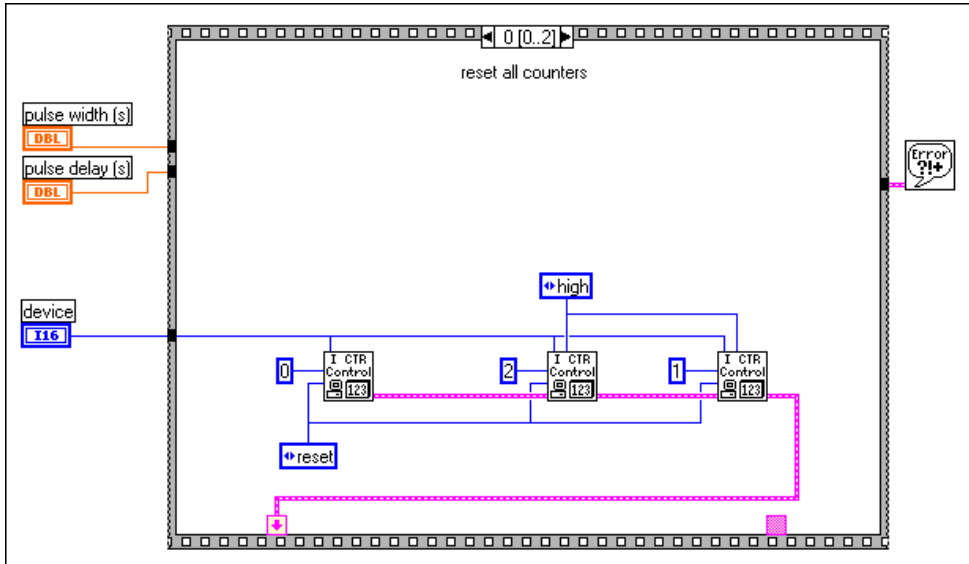 0 [0..2]
reset all counters
pulse width (s)
DBL
pulse delay (s)
DBL
Error
?!+
high
device
I16
I CTR
Control
123
I CTR
Control
123
I CTR
Control
123
0
2
1
reset